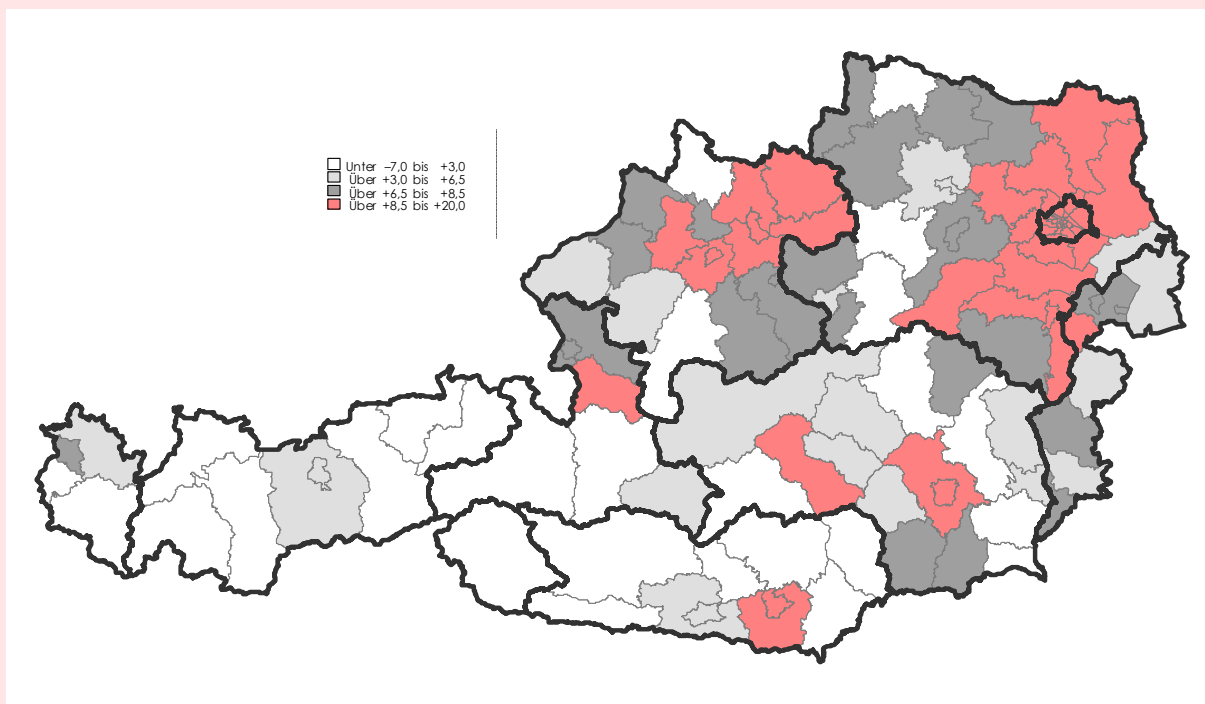 Unter –7,0 bis +3,0
Über +3,0 bis +6,5
Über +6,5 bis +8,5
Über +8,5 bis +20,0